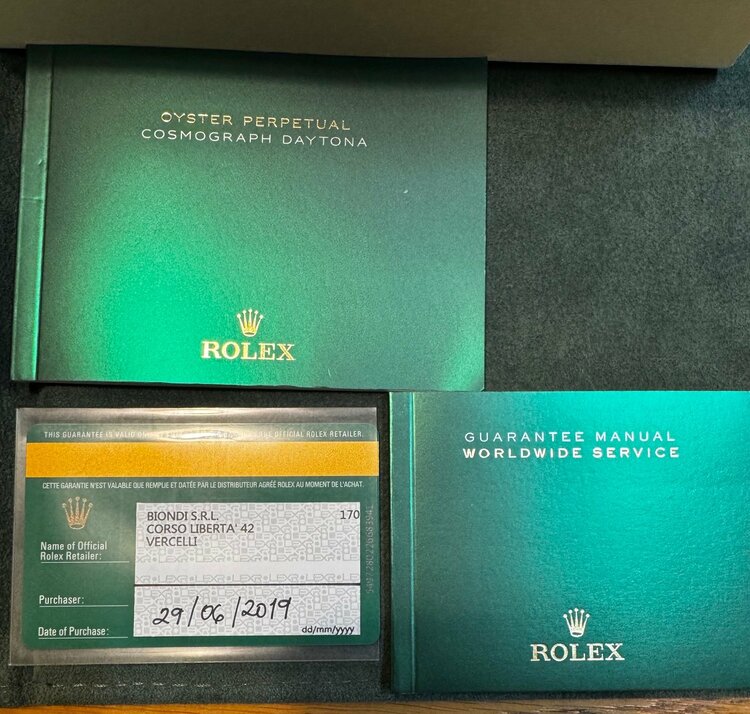 OYSTER PERPETUAL
COSMOGRAPH DAYTONA
ROLEX
THIS GUARANTEE IS VALID OFFICIAL ROLEX RETAILER.
CETTE GARANTIE N'EST VALABLE QUE REMPLIE ET DATÉE PAR LE DISTRIBUTEUR AGRÉÉ ROLEX AU MOMENT DE L'ACHAT.
BIONDI S.R.L. 170
CORSO LIBERTA' 42
VERCELLI
Name of Official
Rolex Retailer:
Purchaser:
29/06/2019
Date of Purchase:
dd/mm/yyyy
GUARANTEE MANUAL
WORLDWIDE SERVICE
ROLEX